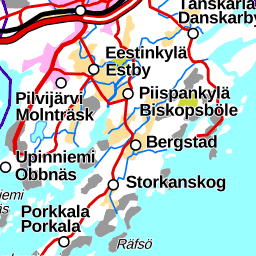 Tanskarla
Danskarby
Eestinkylä
Estby
Piispankylä
Biskopsböle
Pilvijärvi
Molnträsk
Bergstad
Upinniemi
Obbnäs
Storkanskog
Porkkala
Porkala
Räfsö